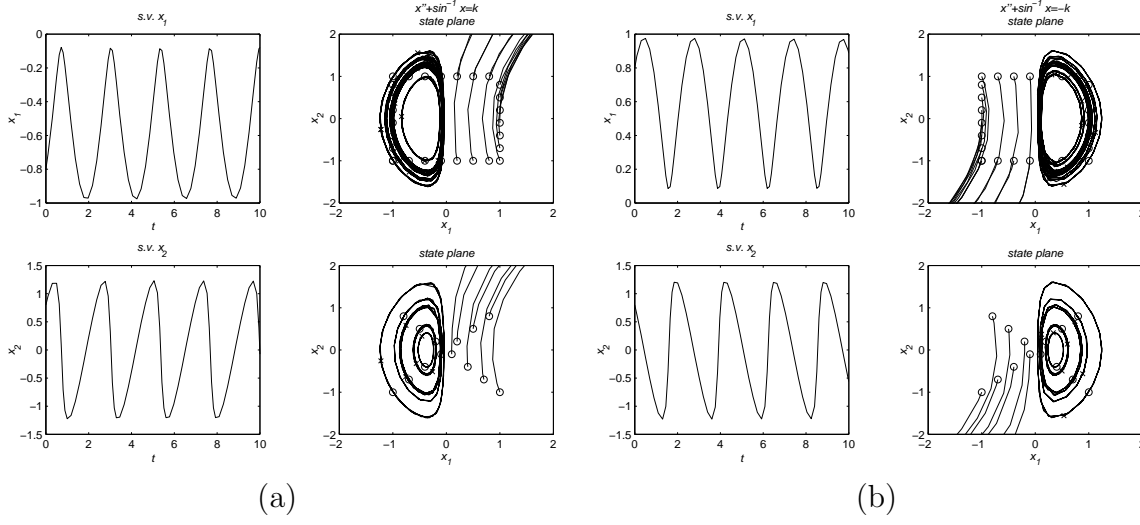 s.v. x1
0
−0.2
−0.4
−0.6
−0.8
−1
0 2 4 6 8 10
x1
t
x''+sin−1 x=k
state plane
2
1
0
−1
−2
−2 −1 0 1 2
x2
x1
s.v. x1
1
0.8
0.6
0.4
0.2
0
0 2 4 6 8 10
x1
t
x''+sin−1 x=−k
state plane
2
1
0
−1
−2
−2 −1 0 1 2
x2
x1
s.v. x2
1.5
1
0.5
0
−0.5
−1
−1.5
0 2 4 6 8 10
x2
t
state plane
2
1
0
−1
−2
−2 −1 0 1 2
x2
x1
s.v. x2
1.5
1
0.5
0
−0.5
−1
−1.5
0 2 4 6 8 10
x2
t
state plane
2
1
0
−1
−2
−2 −1 0 1 2
x2
x1
(a)
(b)